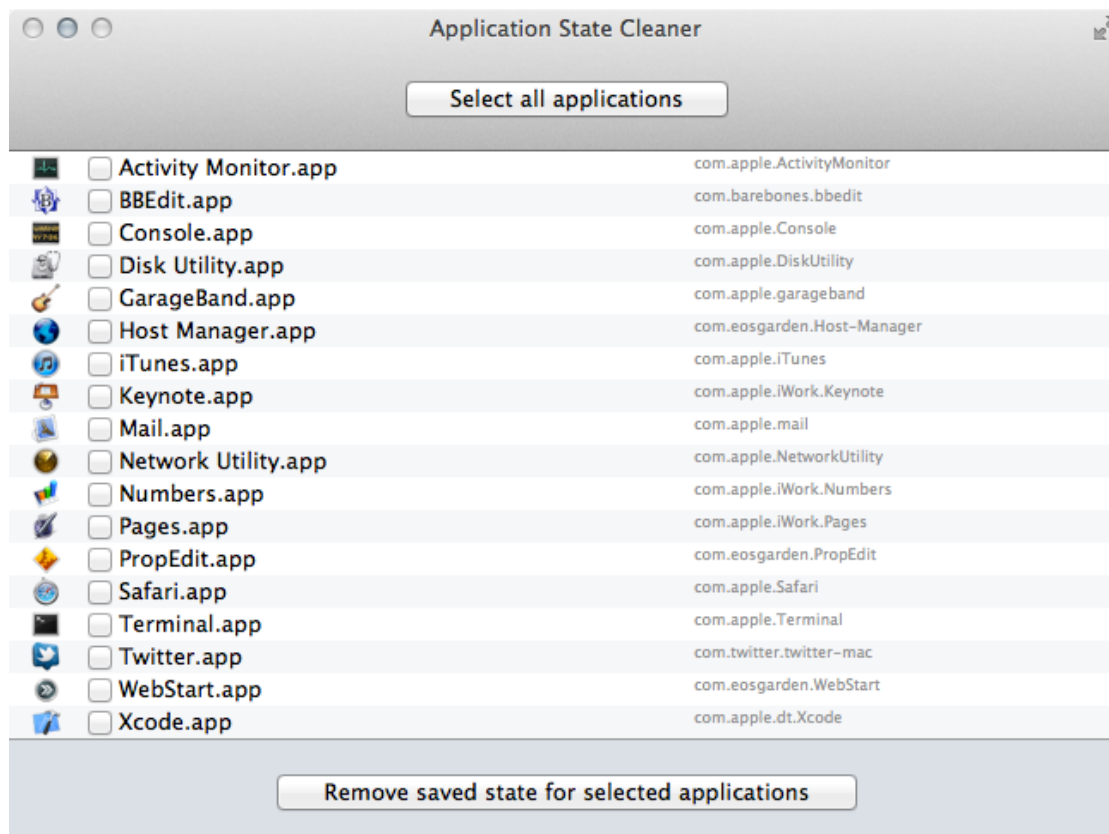 Application State Cleaner
Select all applications
Activity Monitor.app com.apple.ActivityMonitor
BBEdit.app com.barebones.bbedit
Console.app com.apple.Console
Disk Utility.app com.apple.DiskUtility
GarageBand.app com.apple.garageband
Host Manager.app com.eosgarden.Host-Manager
iTunes.app com.apple.iTunes
Keynote.app com.apple.iWork.Keynote
Mail.app com.apple.mail
Network Utility.app com.apple.NetworkUtility
Numbers.app com.apple.iWork.Numbers
Pages.app com.apple.iWork.Pages
PropEdit.app com.eosgarden.PropEdit
Safari.app com.apple.Safari
Terminal.app com.apple.Terminal
Twitter.app com.twitter.twitter-mac
WebStart.app com.eosgarden.WebStart
Xcode.app com.apple.dt.Xcode
Remove saved state for selected applications